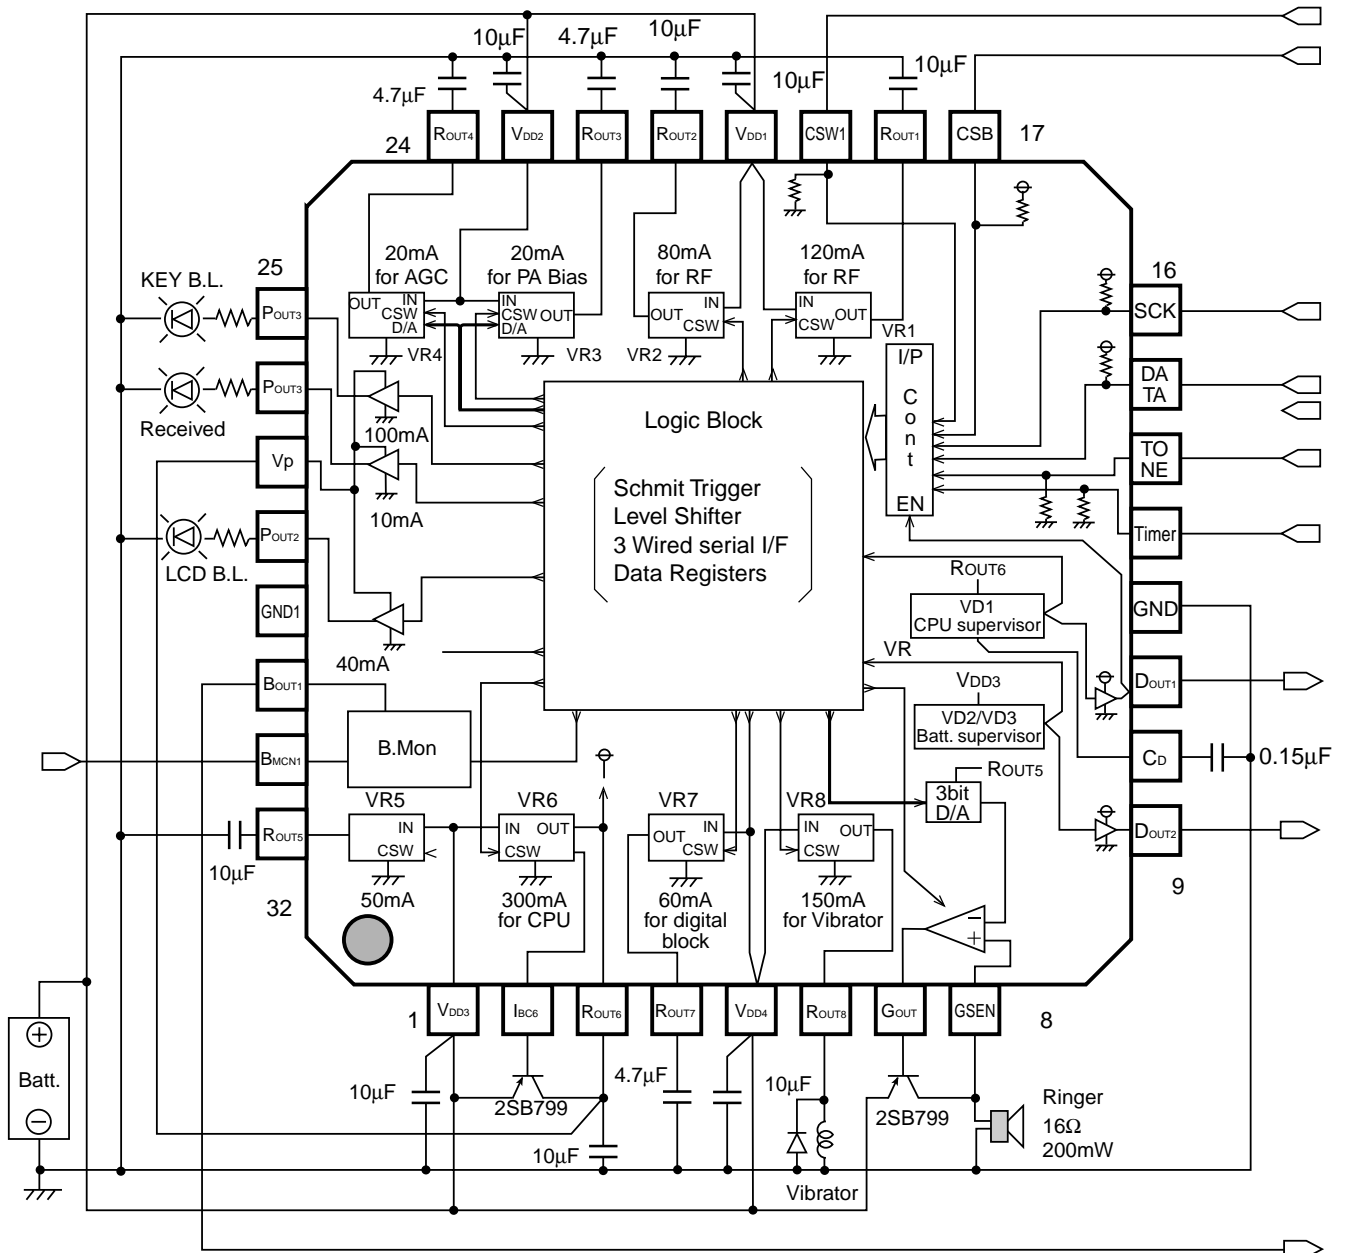 10µF
4.7µF
10µF
10µF
10µF
4.7µF
24
ROUT4
VDD2
ROUT3
ROUT2
VDD1
CSW1
ROUT1
CSB
17
20mA
for AGC
20mA
for PA Bias
80mA
for RF
120mA
for RF
OUT
IN
CSW
D/A
VR4
IN
CSW
D/A
OUT
VR3
OUT
IN
CSW
VR2
IN
CSW
OUT
VR1
25
KEY B.L.
POUT3
POUT3
Received
Vp
POUT2
LCD B.L.
GND1
BOUT1
BMCN1
ROUT5
10µF
32
100mA
10mA
40mA
Logic Block
Schmit Trigger
Level Shifter
3 Wired serial I/F
Data Registers
I/P
C
o
n
t
EN
16
SCK
DA
TA
TO
NE
Timer
GND
DOUT1
CD
0.15µF
DOUT2
9
ROUT6
VD1
CPU supervisor
VR
VDD3
VD2/VD3
Batt. supervisor
ROUT5
3bit
D/A
B.Mon
VR5
IN
CSW
50mA
VR6
IN
OUT
CSW
300mA
for CPU
VR7
OUT
IN
CSW
60mA
for digital
block
VR8
IN
OUT
CSW
150mA
for Vibrator
−
+
1
VDD3
IBC6
ROUT6
ROUT7
VDD4
ROUT8
GOUT
GSEN
8
+
Batt.
−
10µF
2SB799
10µF
4.7µF
10µF
Vibrator
2SB799
Ringer
16Ω
200mW